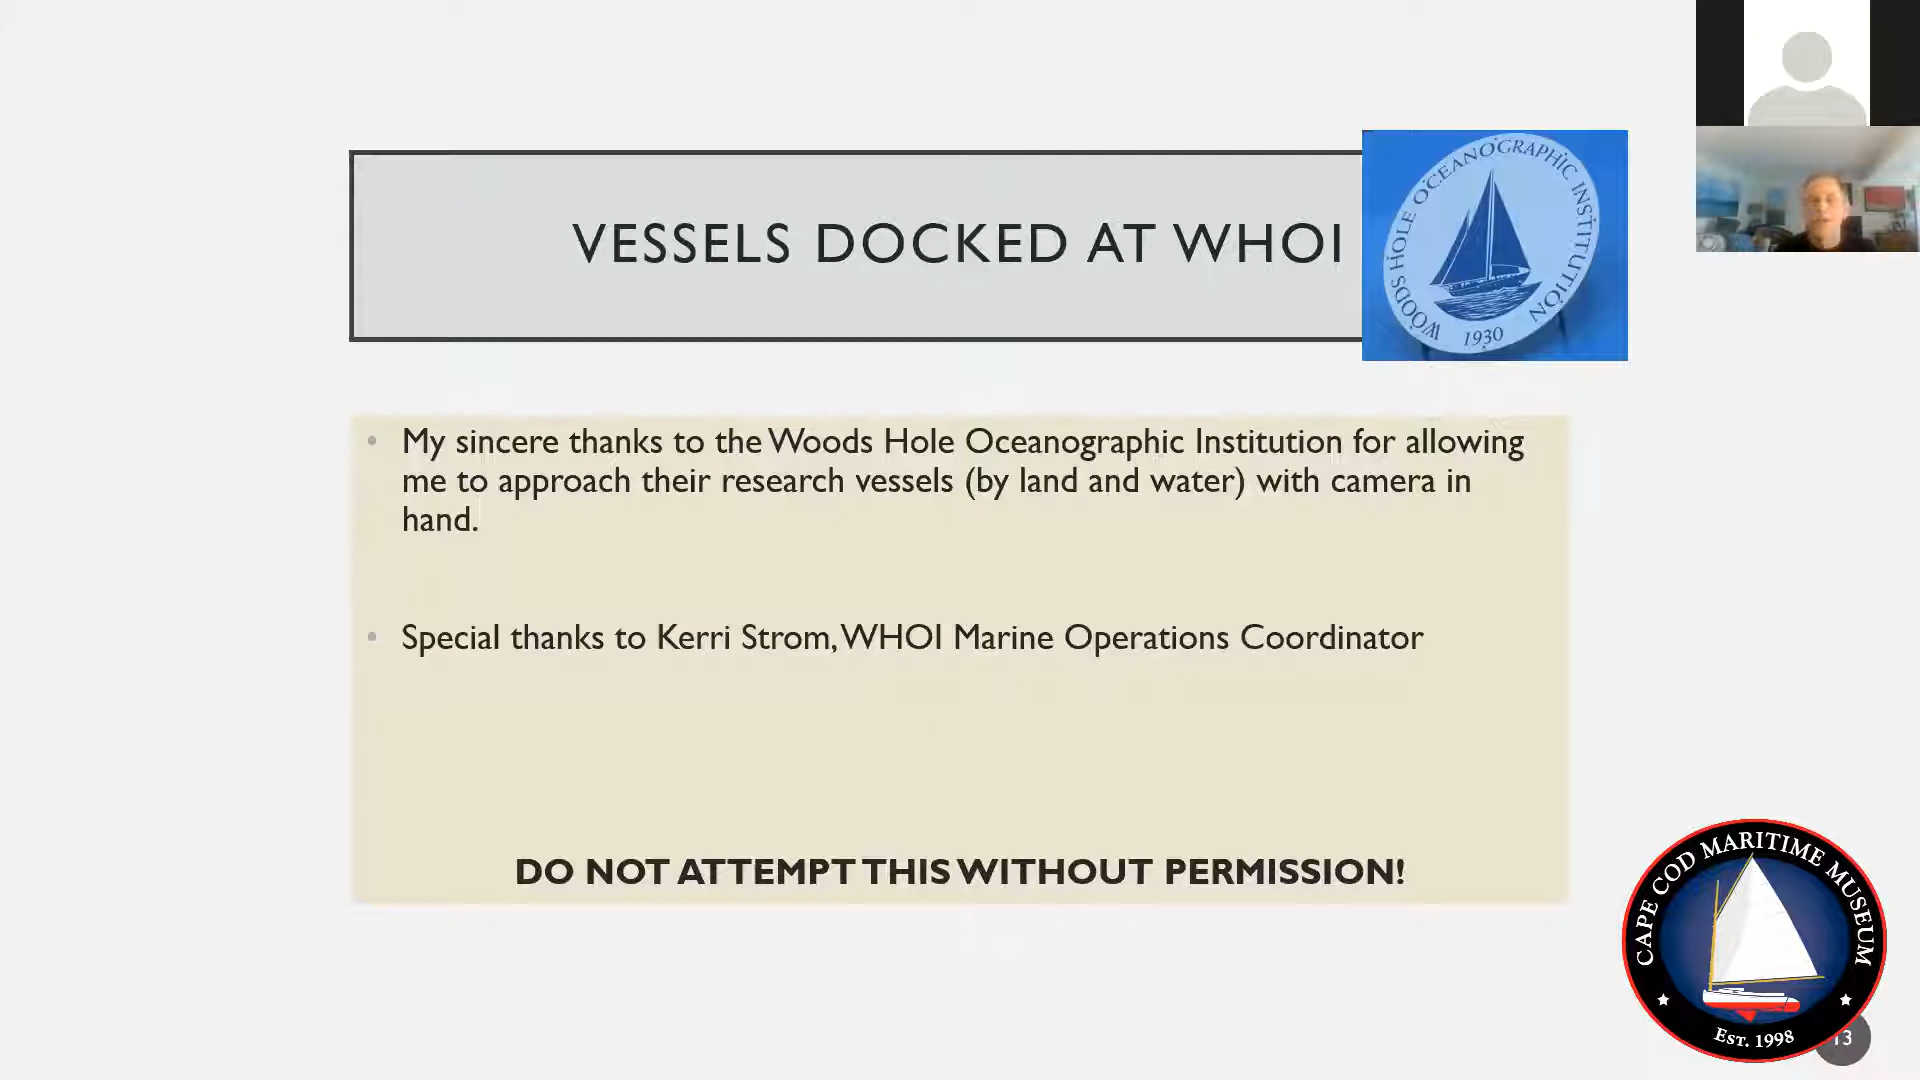 VESSELS DOCKED AT WHOI
WOODS HOLE OCEANOGRAPHIC INSTITUTION
1930
• My sincere thanks to the Woods Hole Oceanographic Institution for allowing
me to approach their research vessels (by land and water) with camera in
hand.
• Special thanks to Kerri Strom, WHOI Marine Operations Coordinator
DO NOT ATTEMPT THIS WITHOUT PERMISSION!
CAPE COD MARITIME MUSEUM
EST. 1998
13